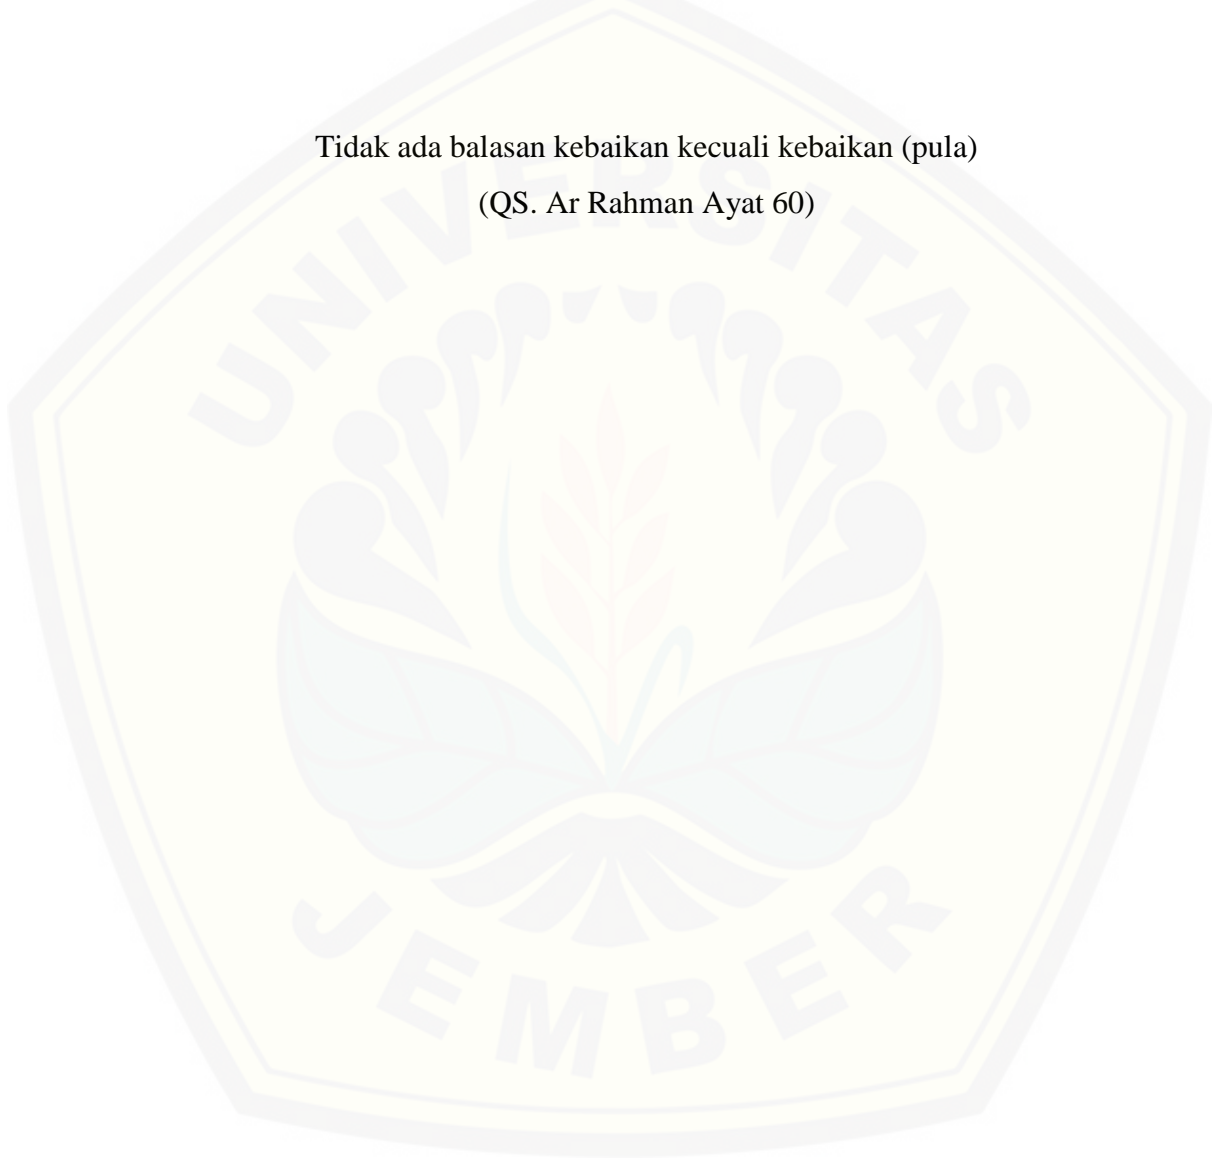 Tidak ada balasan kebaikan kecuali kebaikan (pula)
(QS. Ar Rahman Ayat 60)
UNIVERSITAS
JEMBER